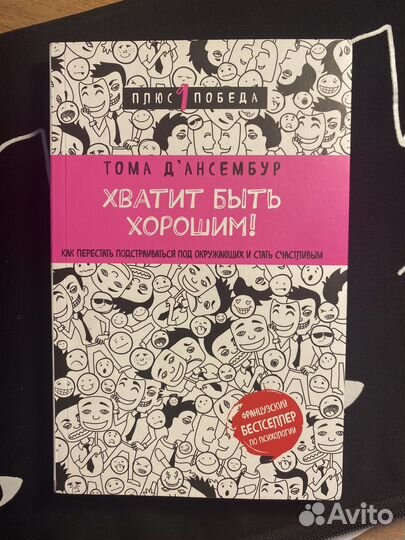 ПЛЮС 1 ПОБЕДА
ТОМА Д'АНСЕМБУР
ХВАТИТ БЫТЬ
ХОРОШИМ!
КАК ПЕРЕСТАТЬ ПОДСТРАИВАТЬСЯ ПОД ОКРУЖАЮЩИХ И СТАТЬ СЧАСТЛИВЫМ
ФРАНЦУЗСКИЙ
БЕСТСЕЛЛЕР
ПО ПСИХОЛОГИИ
Avito